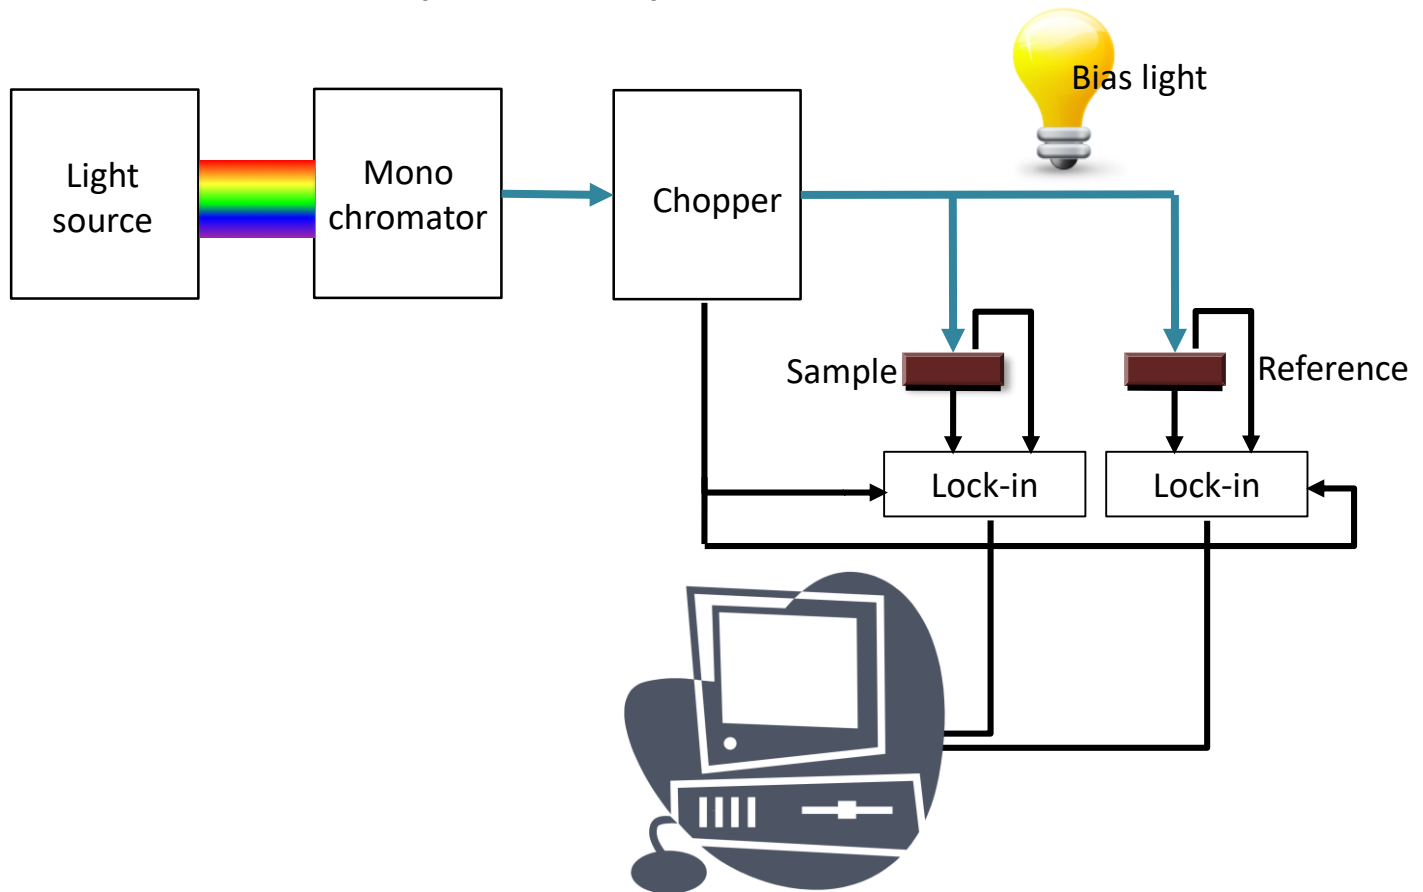 Bias light
Light
source
Mono
chromator
Chopper
Sample
Reference
Lock-in
Lock-in